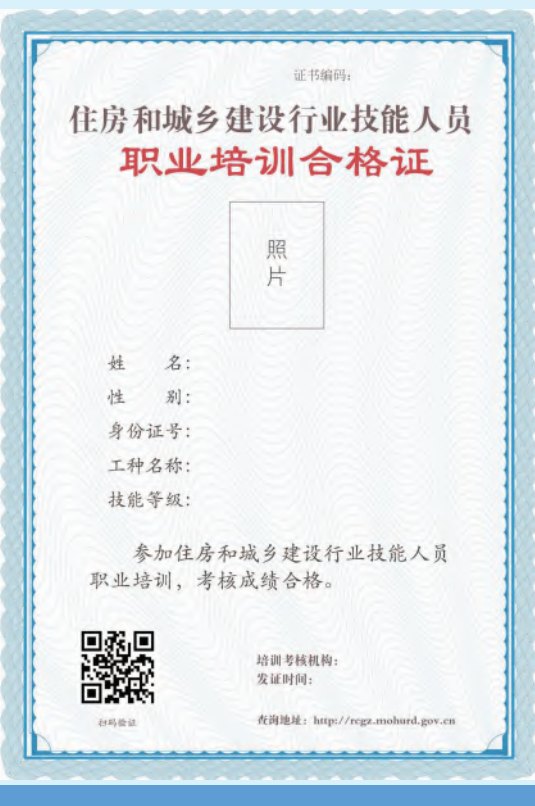 证书编码：
住房和城乡建设行业技能人员
职业培训合格证
照
片
姓　　名：
性　　别：
身份证号：
工种名称：
技能等级：
参加住房和城乡建设行业技能人员
职业培训，考核成绩合格。
培训考核机构：
发证时间：
扫码验证
查询地址：http://rcgz.mohurd.gov.cn